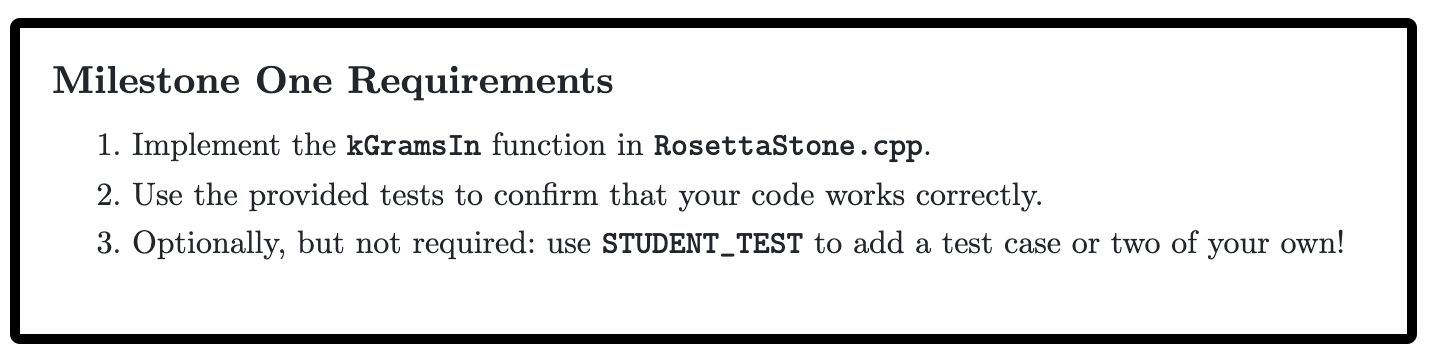 Milestone One Requirements
1. Implement the kGramsIn function in RosettaStone.cpp.
2. Use the provided tests to confirm that your code works correctly.
3. Optionally, but not required: use STUDENT_TEST to add a test case or two of your own!